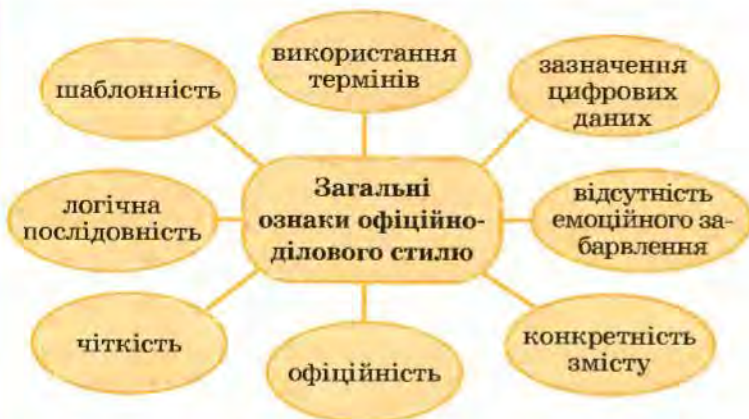 використання
термінів
шаблонність
зазначення
цифрових
даних
Загальні
ознаки офіційно-
ділового стилю
логічна
послідовність
відсутність
емоційного за-
барвлення
чіткість
офіційність
конкретність
змісту